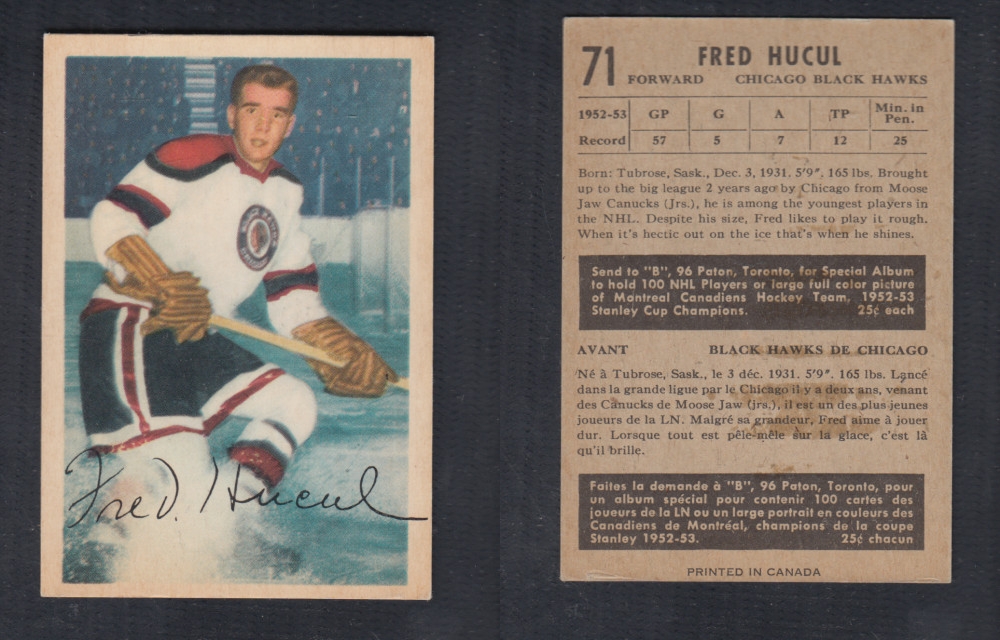 Fred. Hucul
71 FRED HUCUL
FORWARD CHICAGO BLACK HAWKS
1952-53 GP G A TP Min. in Pen.
Record 57 5 7 12 25
Born: Tubrose, Sask., Dec. 3, 1931. 5'9", 165 lbs. Brought
up to the big league 2 years ago by Chicago from Moose
Jaw Canucks (Jrs.), he is among the youngest players in
the NHL. Despite his size, Fred likes to play it rough.
When it's hectic out on the ice that's when he shines.
Send to "B", 96 Paton, Toronto, for Special Album
to hold 100 NHL Players or large full color picture
of Montreal Canadiens Hockey Team, 1952-53
Stanley Cup Champions. 25¢ each
AVANT BLACK HAWKS DE CHICAGO
Né à Tubrose, Sask., le 3 déc. 1931. 5'9". 165 lbs. Lancé
dans la grande ligue par le Chicago il y a deux ans, venant
des Canucks de Moose Jaw (jrs.), il est un des plus jeunes
joueurs de la LN. Malgré sa grandeur, Fred aime à jouer
dur. Lorsque tout est pêle-mêle sur la glace, c'est là
qu'il brille.
Faites la demande à "B", 96 Paton, Toronto, pour
un album spécial pour contenir 100 cartes des
joueurs de la LN ou un large portrait en couleurs des
Canadiens de Montréal, champions de la coupe
Stanley 1952-53. 25¢ chacun
PRINTED IN CANADA